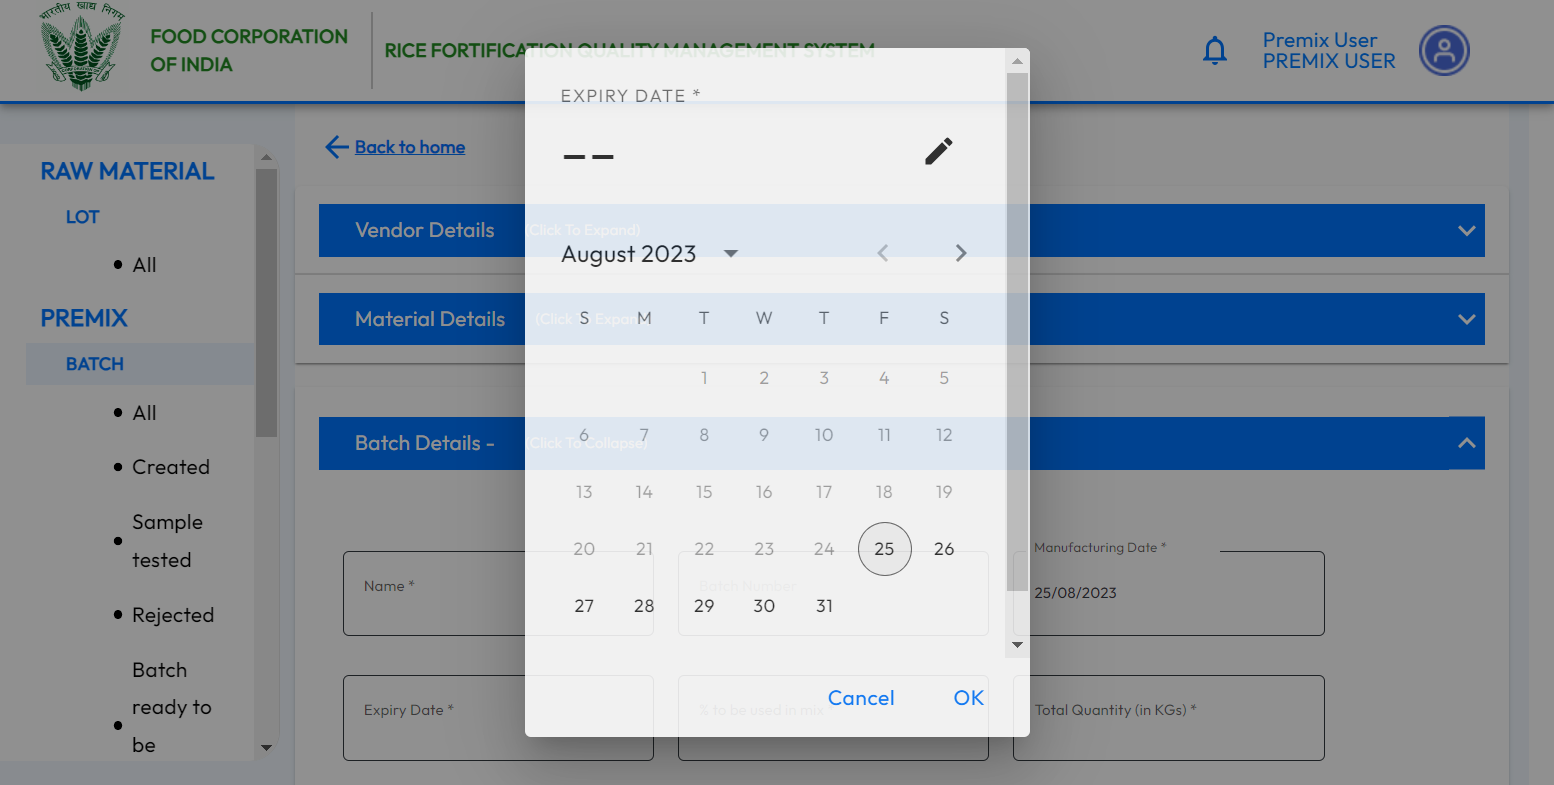 भारतीय खाद्य निगम
FOOD CORPORATION
OF INDIA
RICE FORTIFICATION QUALITY MANAGEMENT SYSTEM
Premix User
PREMIX USER
RAW MATERIAL
LOT
All
PREMIX
BATCH
All
Created
Sample
tested
Rejected
Batch
ready to
be
Back to home
Vendor Details (Click To Expand)
Material Details (Click To Expand)
Batch Details - (Click To Collapse)
Name *
Batch Number
Manufacturing Date *
25/08/2023
Expiry Date *
% to be used in mix *
Total Quantity (in KGs) *
EXPIRY DATE *
––
August 2023
S M T W T F S
1 2 3 4 5
6 7 8 9 10 11 12
13 14 15 16 17 18 19
20 21 22 23 24 25 26
27 28 29 30 31
Cancel OK